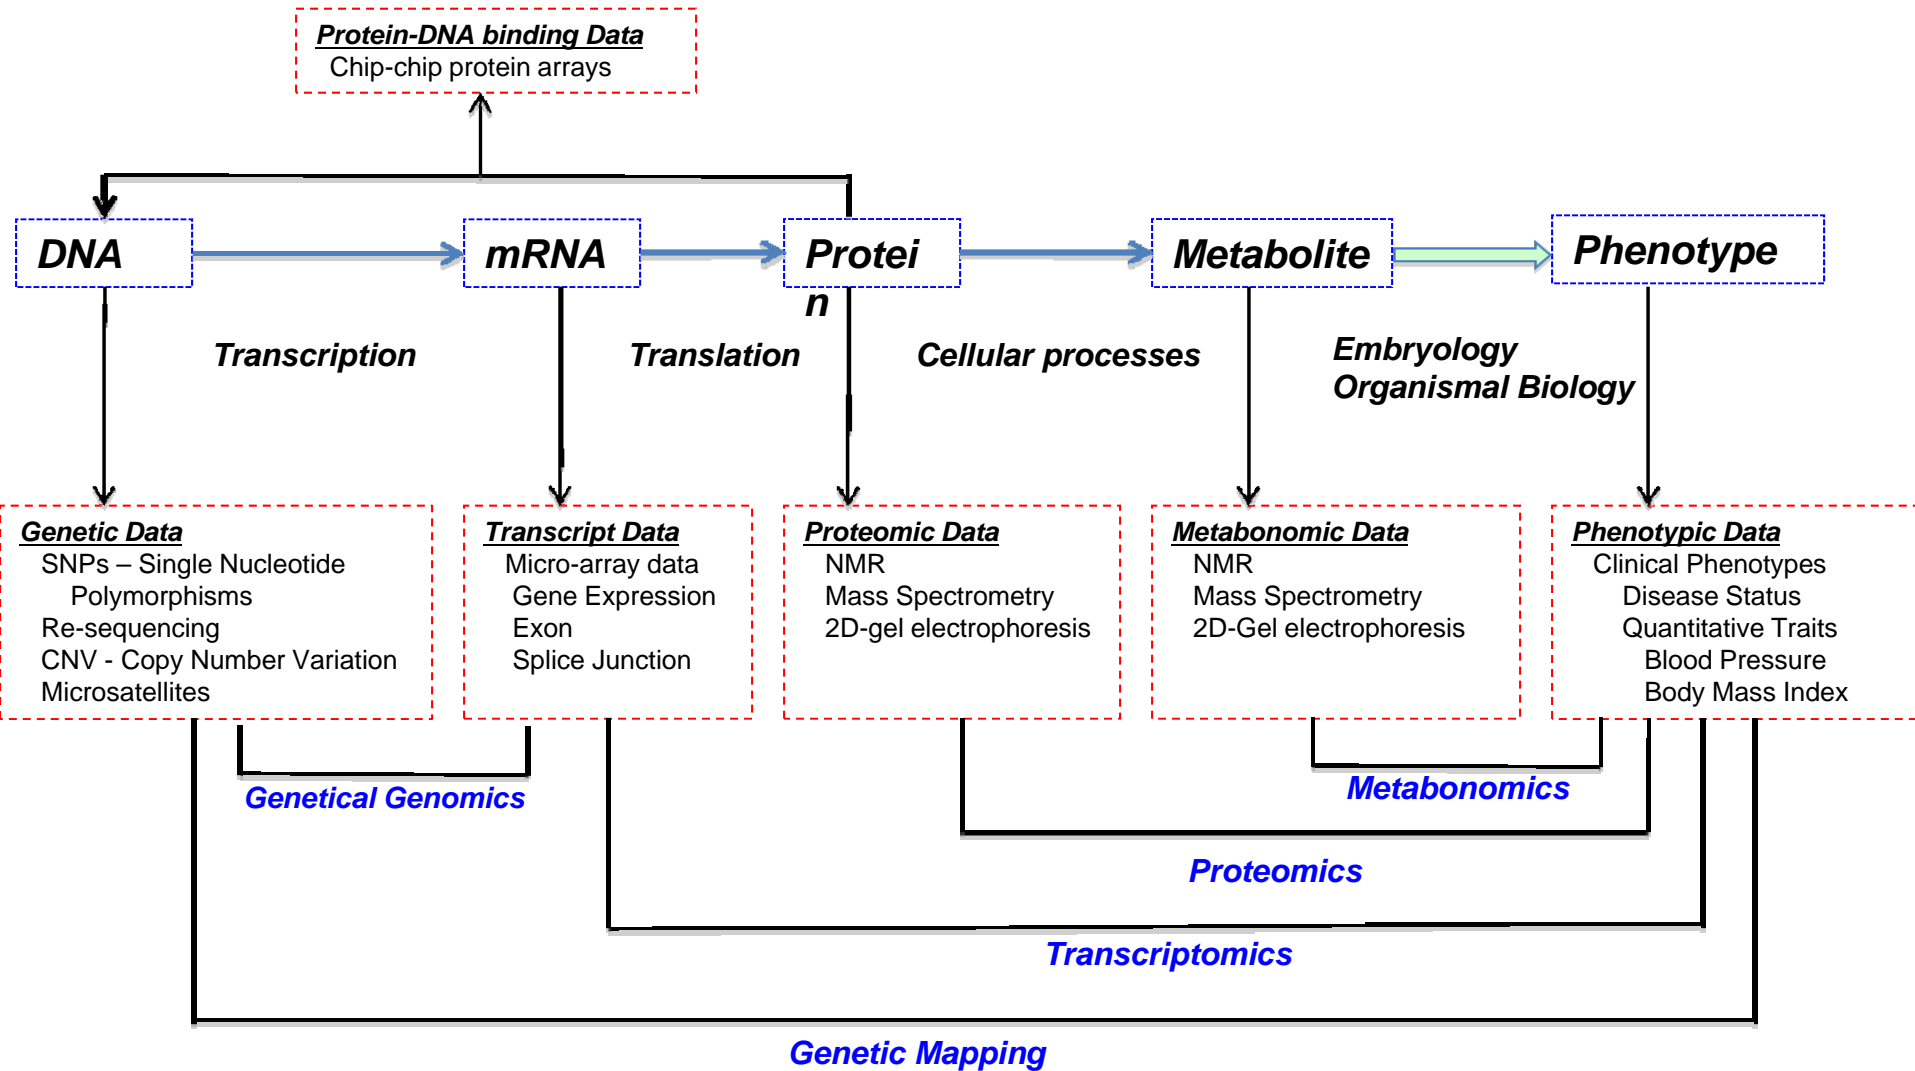 Protein-DNA binding Data
Chip-chip protein arrays
DNA
mRNA
Protei
n
Metabolite
Phenotype
Transcription
Translation
Cellular processes
Embryology
Organismal Biology
Genetic Data
SNPs – Single Nucleotide
Polymorphisms
Re-sequencing
CNV - Copy Number Variation
Microsatellites
Transcript Data
Micro-array data
Gene Expression
Exon
Splice Junction
Proteomic Data
NMR
Mass Spectrometry
2D-gel electrophoresis
Metabonomic Data
NMR
Mass Spectrometry
2D-Gel electrophoresis
Phenotypic Data
Clinical Phenotypes
Disease Status
Quantitative Traits
Blood Pressure
Body Mass Index
Genetical Genomics
Metabonomics
Proteomics
Transcriptomics
Genetic Mapping